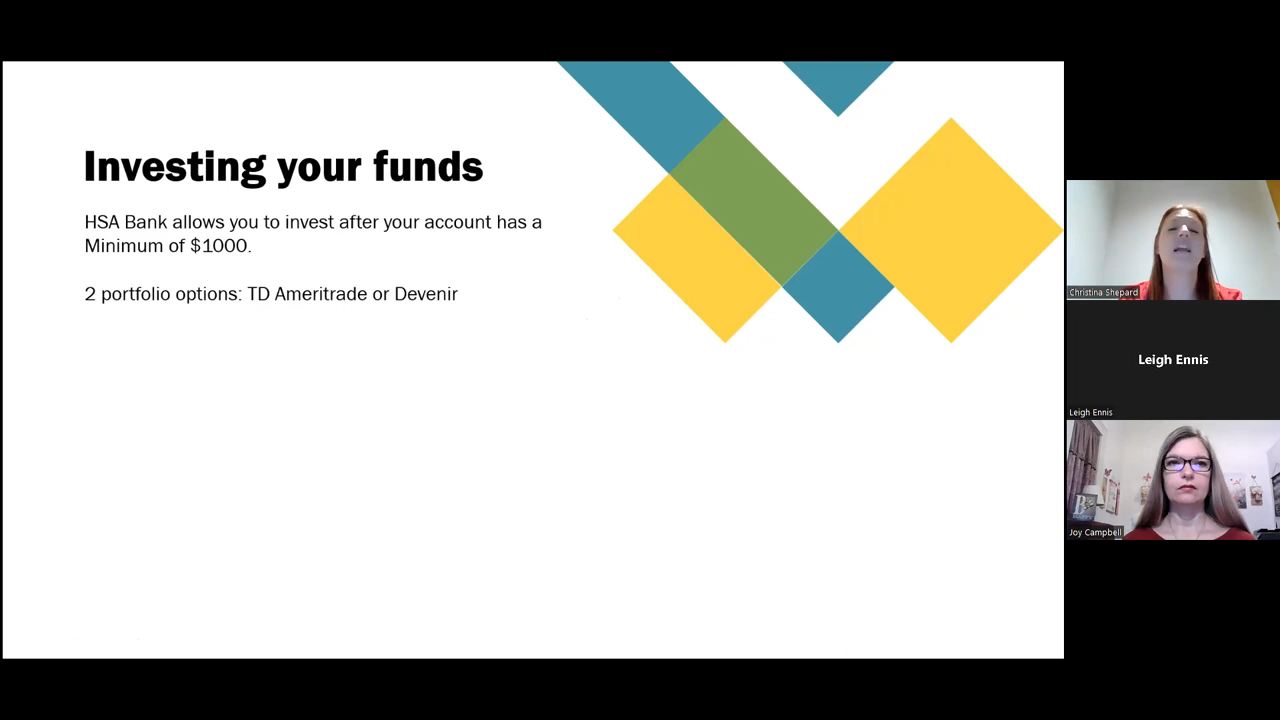 Investing your funds
HSA Bank allows you to invest after your account has a
Minimum of $1000.
2 portfolio options: TD Ameritrade or Devenir
Christina Shepard
Leigh Ennis
Leigh Ennis
Joy Campbell